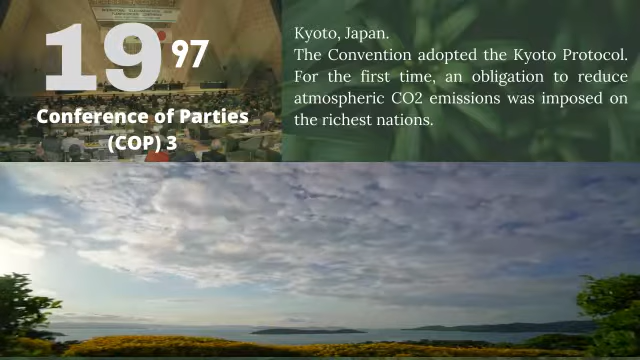 1997
Conference of Parties
(COP) 3
Kyoto, Japan.
The Convention adopted the Kyoto Protocol.
For the first time, an obligation to reduce
atmospheric CO2 emissions was imposed on
the richest nations.